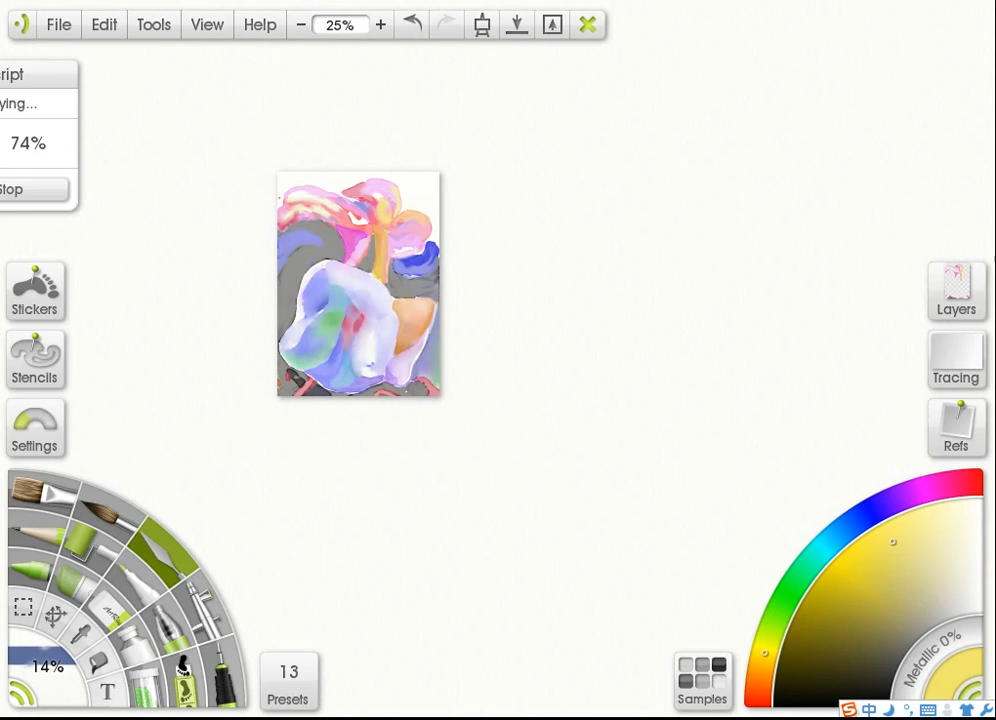 File Edit Tools View Help − 25% +
ript
ying...
74%
Stop
Stickers
Stencils
Settings
Layers
Tracing
Refs
14%
T
13
Presets
Samples
Metallic 0%
中